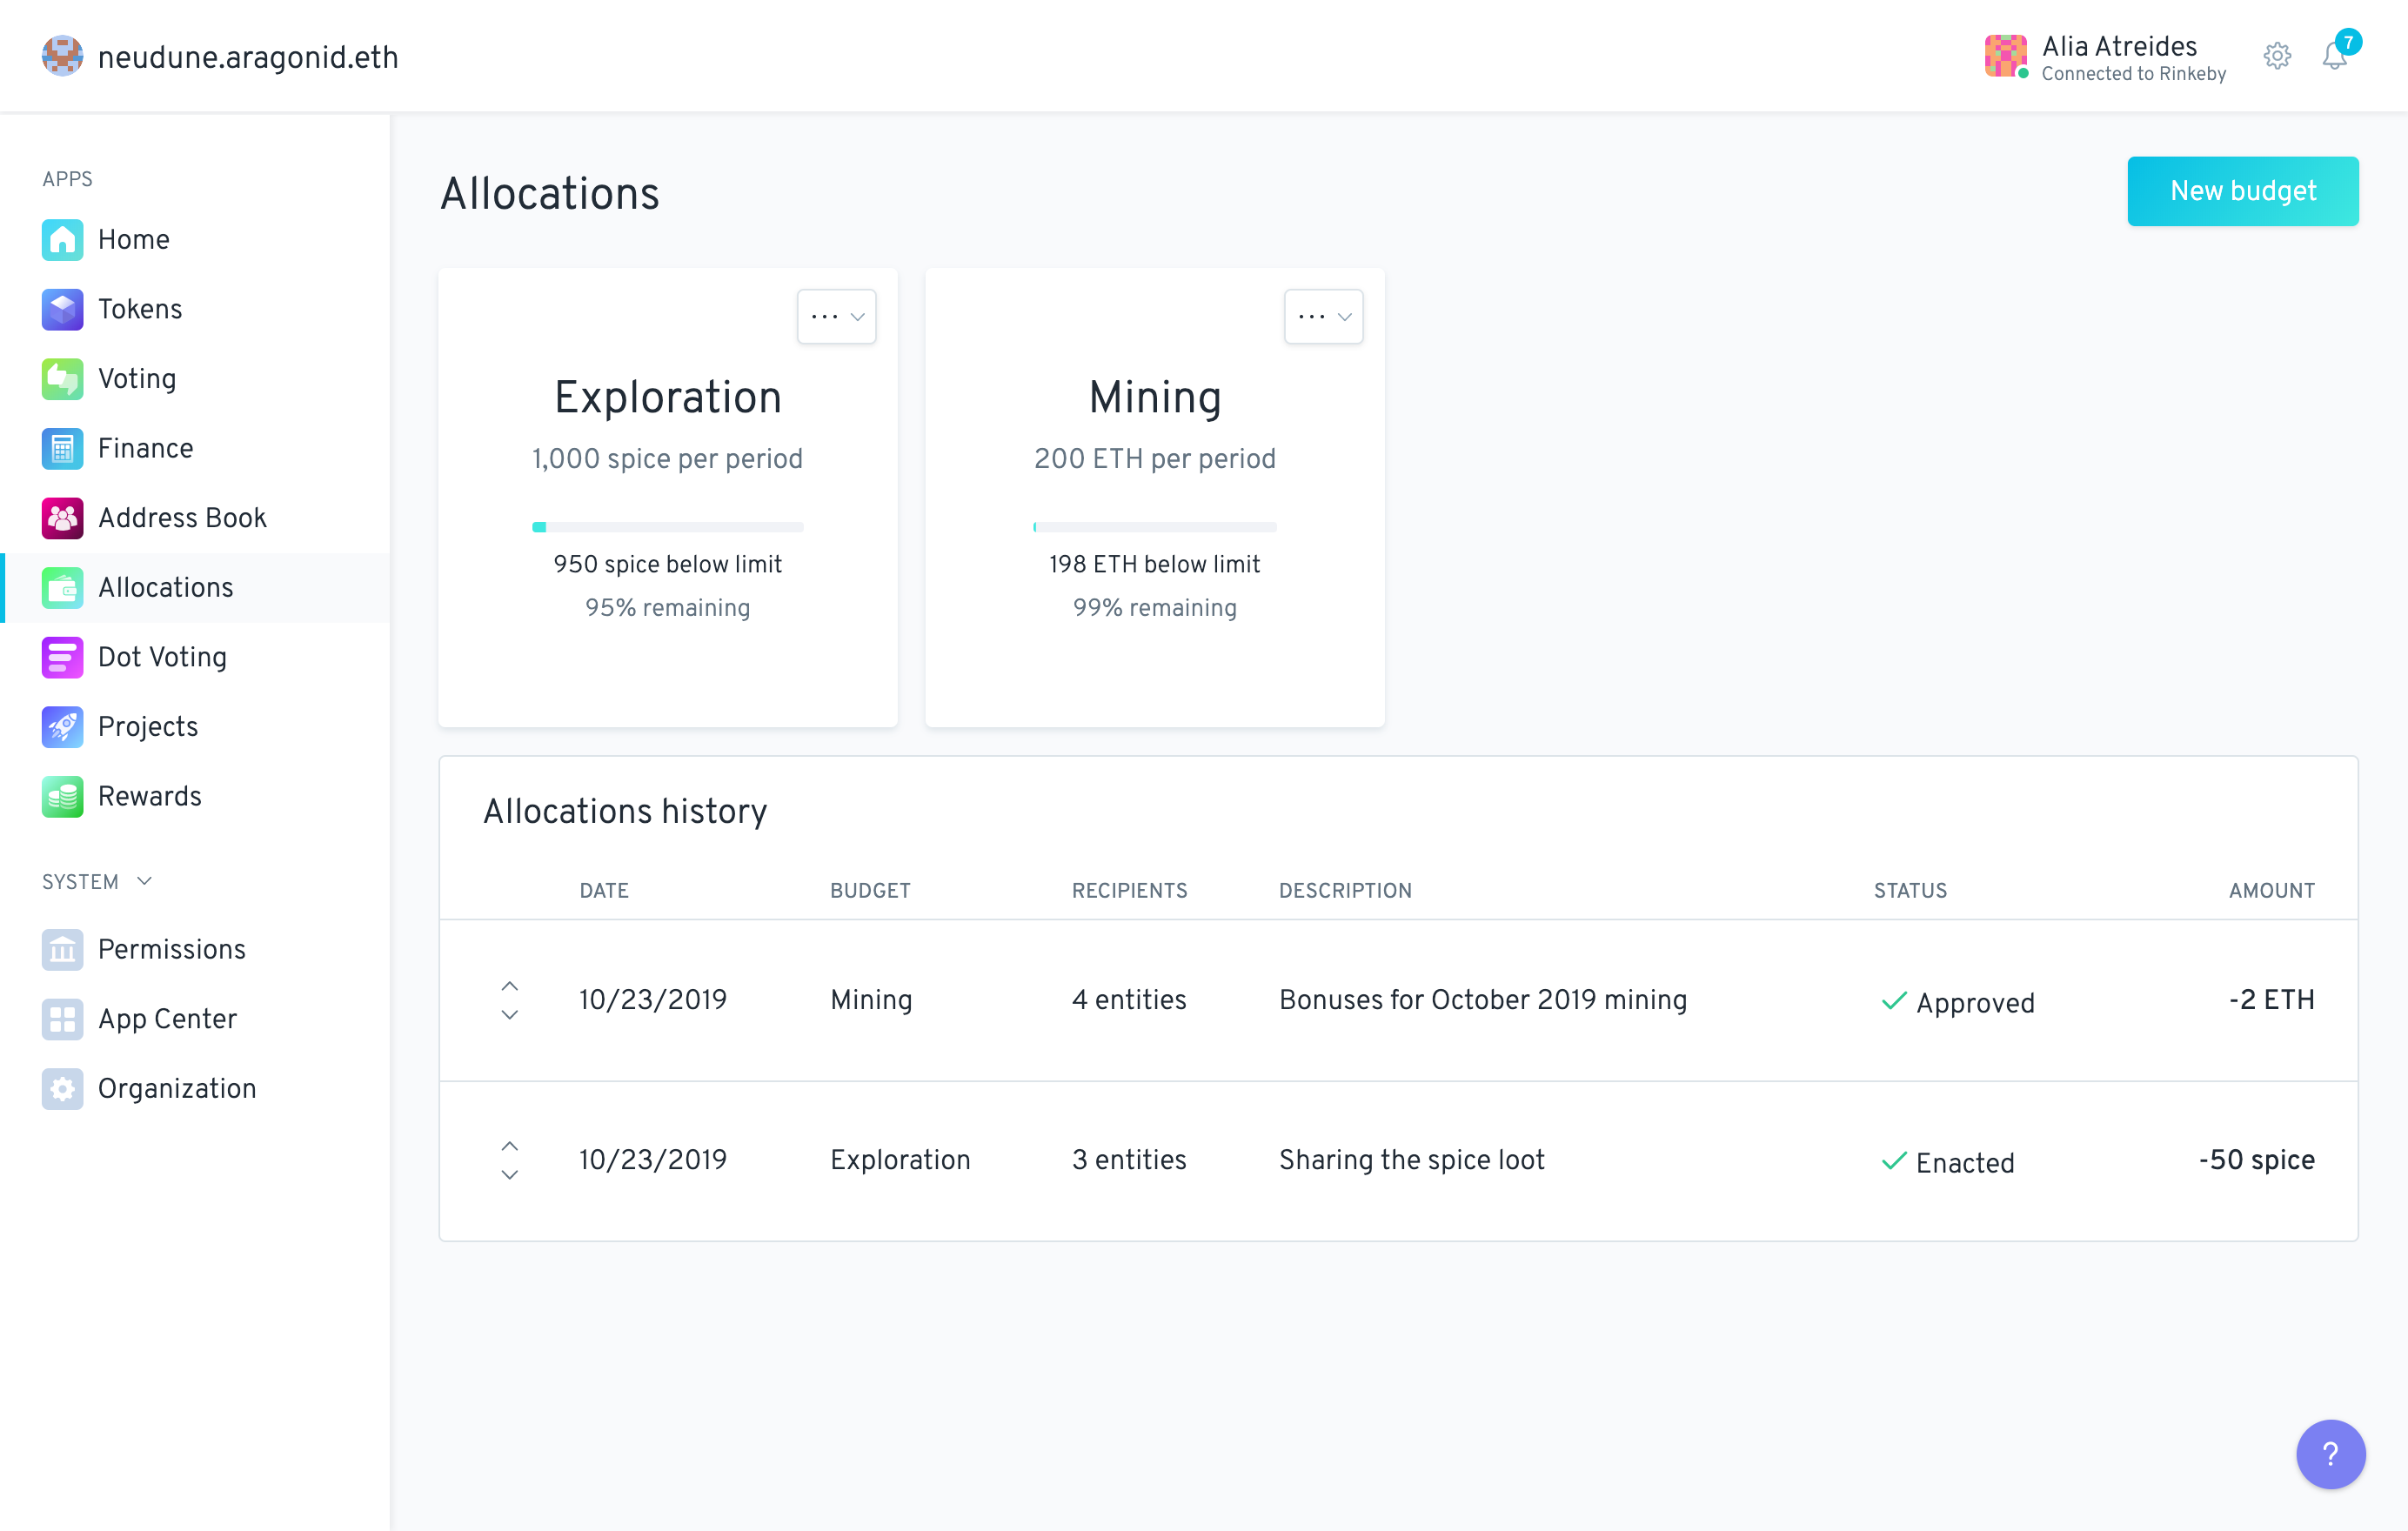 neudune.aragonid.eth
Alia Atreides
Connected to Rinkeby
7
APPS
Home
Tokens
Voting
Finance
Address Book
Allocations
Dot Voting
Projects
Rewards
SYSTEM
Permissions
App Center
Organization
Allocations
New budget
Exploration
1,000 spice per period
950 spice below limit
95% remaining
Mining
200 ETH per period
198 ETH below limit
99% remaining
Allocations history
DATE BUDGET RECIPIENTS DESCRIPTION STATUS AMOUNT
10/23/2019 Mining 4 entities Bonuses for October 2019 mining Approved -2 ETH
10/23/2019 Exploration 3 entities Sharing the spice loot Enacted -50 spice
?